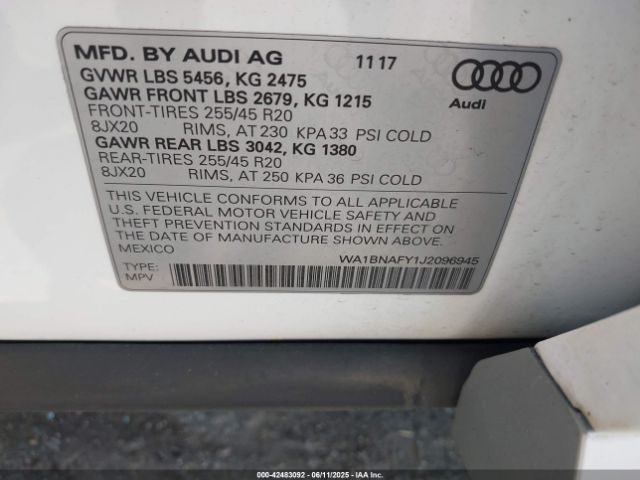 MFD. BY AUDI AG 11 17
GVWR LBS 5456, KG 2475
GAWR FRONT LBS 2679, KG 1215
FRONT-TIRES 255/45 R20
8JX20 RIMS, AT 230 KPA 33 PSI COLD
GAWR REAR LBS 3042, KG 1380
REAR-TIRES 255/45 R20
8JX20 RIMS, AT 250 KPA 36 PSI COLD
Audi
THIS VEHICLE CONFORMS TO ALL APPLICABLE
U.S. FEDERAL MOTOR VEHICLE SAFETY AND
THEFT PREVENTION STANDARDS IN EFFECT ON
THE DATE OF MANUFACTURE SHOWN ABOVE.
MEXICO
WA1BNAFY1J2096945
TYPE:
MPV
000-42483092 - 06/11/2025 - IAA Inc.